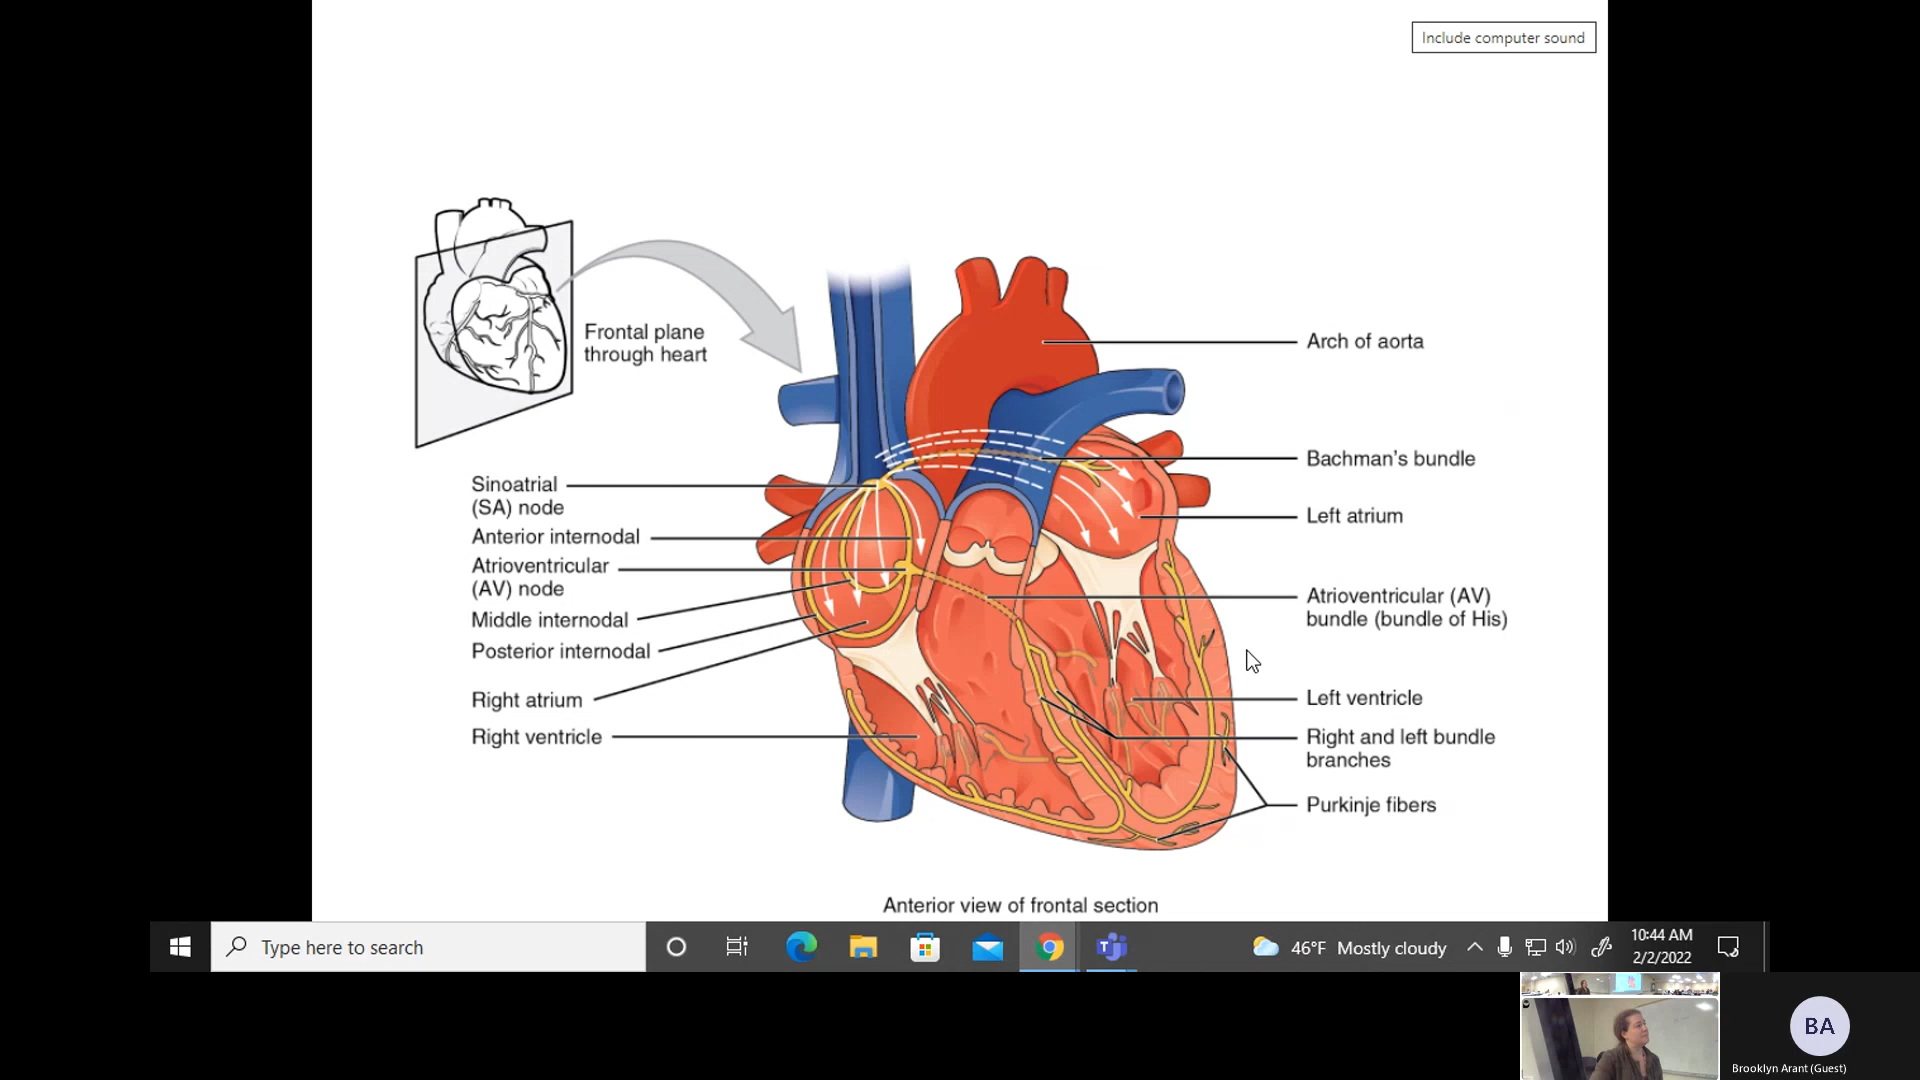 Include computer sound
Frontal plane
through heart
Arch of aorta
Bachman's bundle
Sinoatrial
(SA) node
Left atrium
Anterior internodal
Atrioventricular
(AV) node
Atrioventricular (AV)
bundle (bundle of His)
Middle internodal
Posterior internodal
Right atrium
Left ventricle
Right ventricle
Right and left bundle
branches
Purkinje fibers
Anterior view of frontal section
Type here to search
46°F Mostly cloudy
10:44 AM
2/2/2022
BA
Brooklyn Arant (Guest)